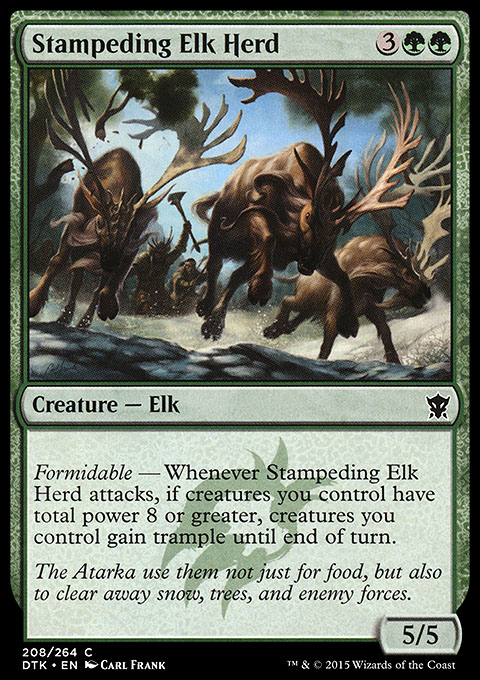 Stampeding Elk Herd 3
Creature — Elk
Formidable — Whenever Stampeding Elk
Herd attacks, if creatures you control have
total power 8 or greater, creatures you
control gain trample until end of turn.
The Atarka use them not just for food, but also
to clear away snow, trees, and enemy forces.
5/5
208/264 C
DTK • EN Carl Frank
™ & © 2015 Wizards of the Coast